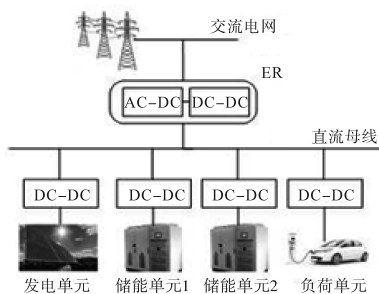 交流电网
ER
AC-DC DC-DC
直流母线
DC-DC DC-DC DC-DC DC-DC
发电单元 储能单元1 储能单元2 负荷单元